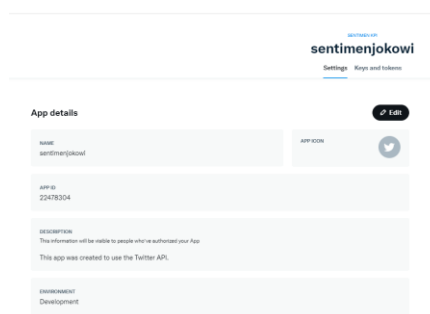 SENTIMEN-API
sentimenjokowi
Settings Keys and tokens
App details
Edit
NAME
sentimenjokowi
APP ICON
APP ID
22478304
DESCRIPTION
This information will be visible to people who've authorized your App
This app was created to use the Twitter API.
ENVIRONMENT
Development